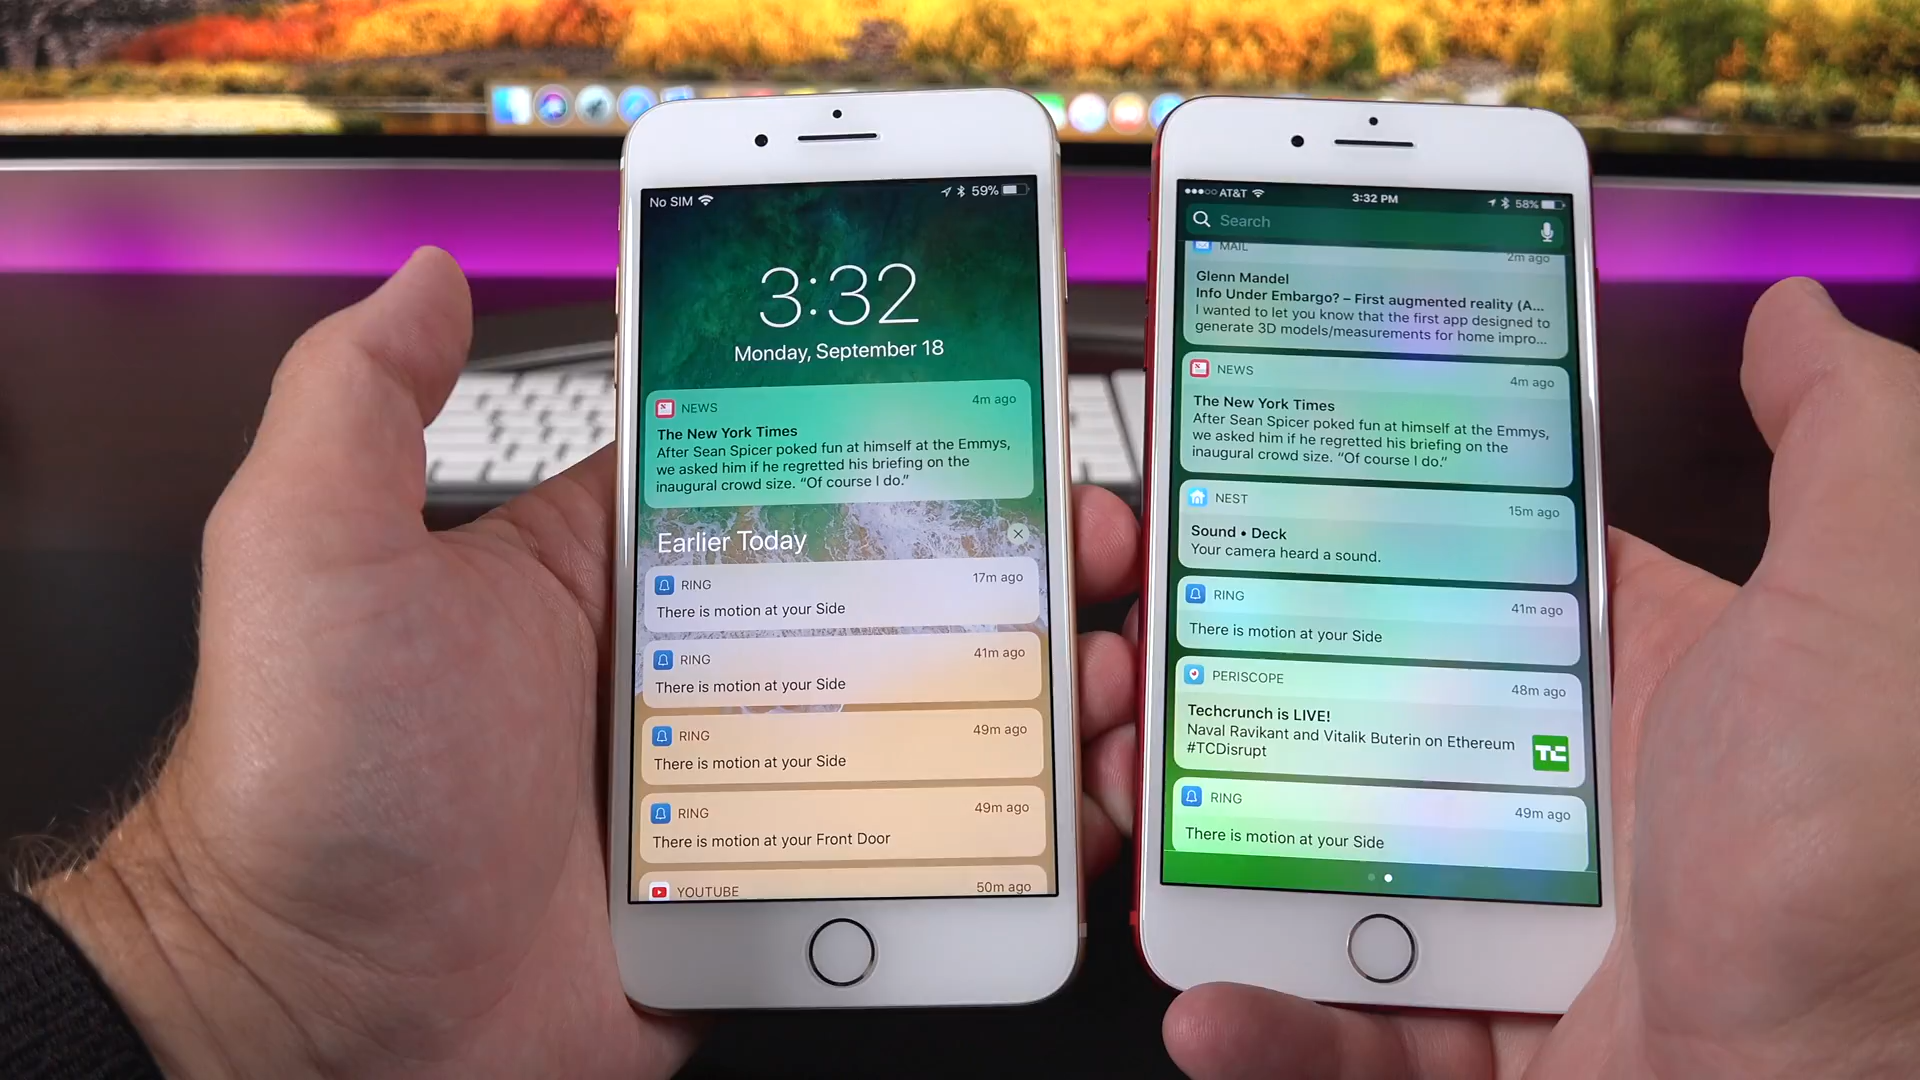 No SIM
59%
3:32
Monday, September 18
NEWS
4m ago
The New York Times
After Sean Spicer poked fun at himself at the Emmys,
we asked him if he regretted his briefing on the
inaugural crowd size. “Of course I do.”
Earlier Today
RING
17m ago
There is motion at your Side
RING
41m ago
There is motion at your Side
RING
49m ago
There is motion at your Side
RING
49m ago
There is motion at your Front Door
YOUTUBE
50m ago
AT&T
3:32 PM
58%
Search
MAIL
2m ago
Glenn Mandel
Info Under Embargo? – First augmented reality (A...
I wanted to let you know that the first app designed to
generate 3D models/measurements for home impro...
NEWS
4m ago
The New York Times
After Sean Spicer poked fun at himself at the Emmys,
we asked him if he regretted his briefing on the
inaugural crowd size. “Of course I do.”
NEST
15m ago
Sound • Deck
Your camera heard a sound.
RING
41m ago
There is motion at your Side
PERISCOPE
48m ago
Techcrunch is LIVE!
Naval Ravikant and Vitalik Buterin on Ethereum
#TCDisrupt
TC
RING
49m ago
There is motion at your Side